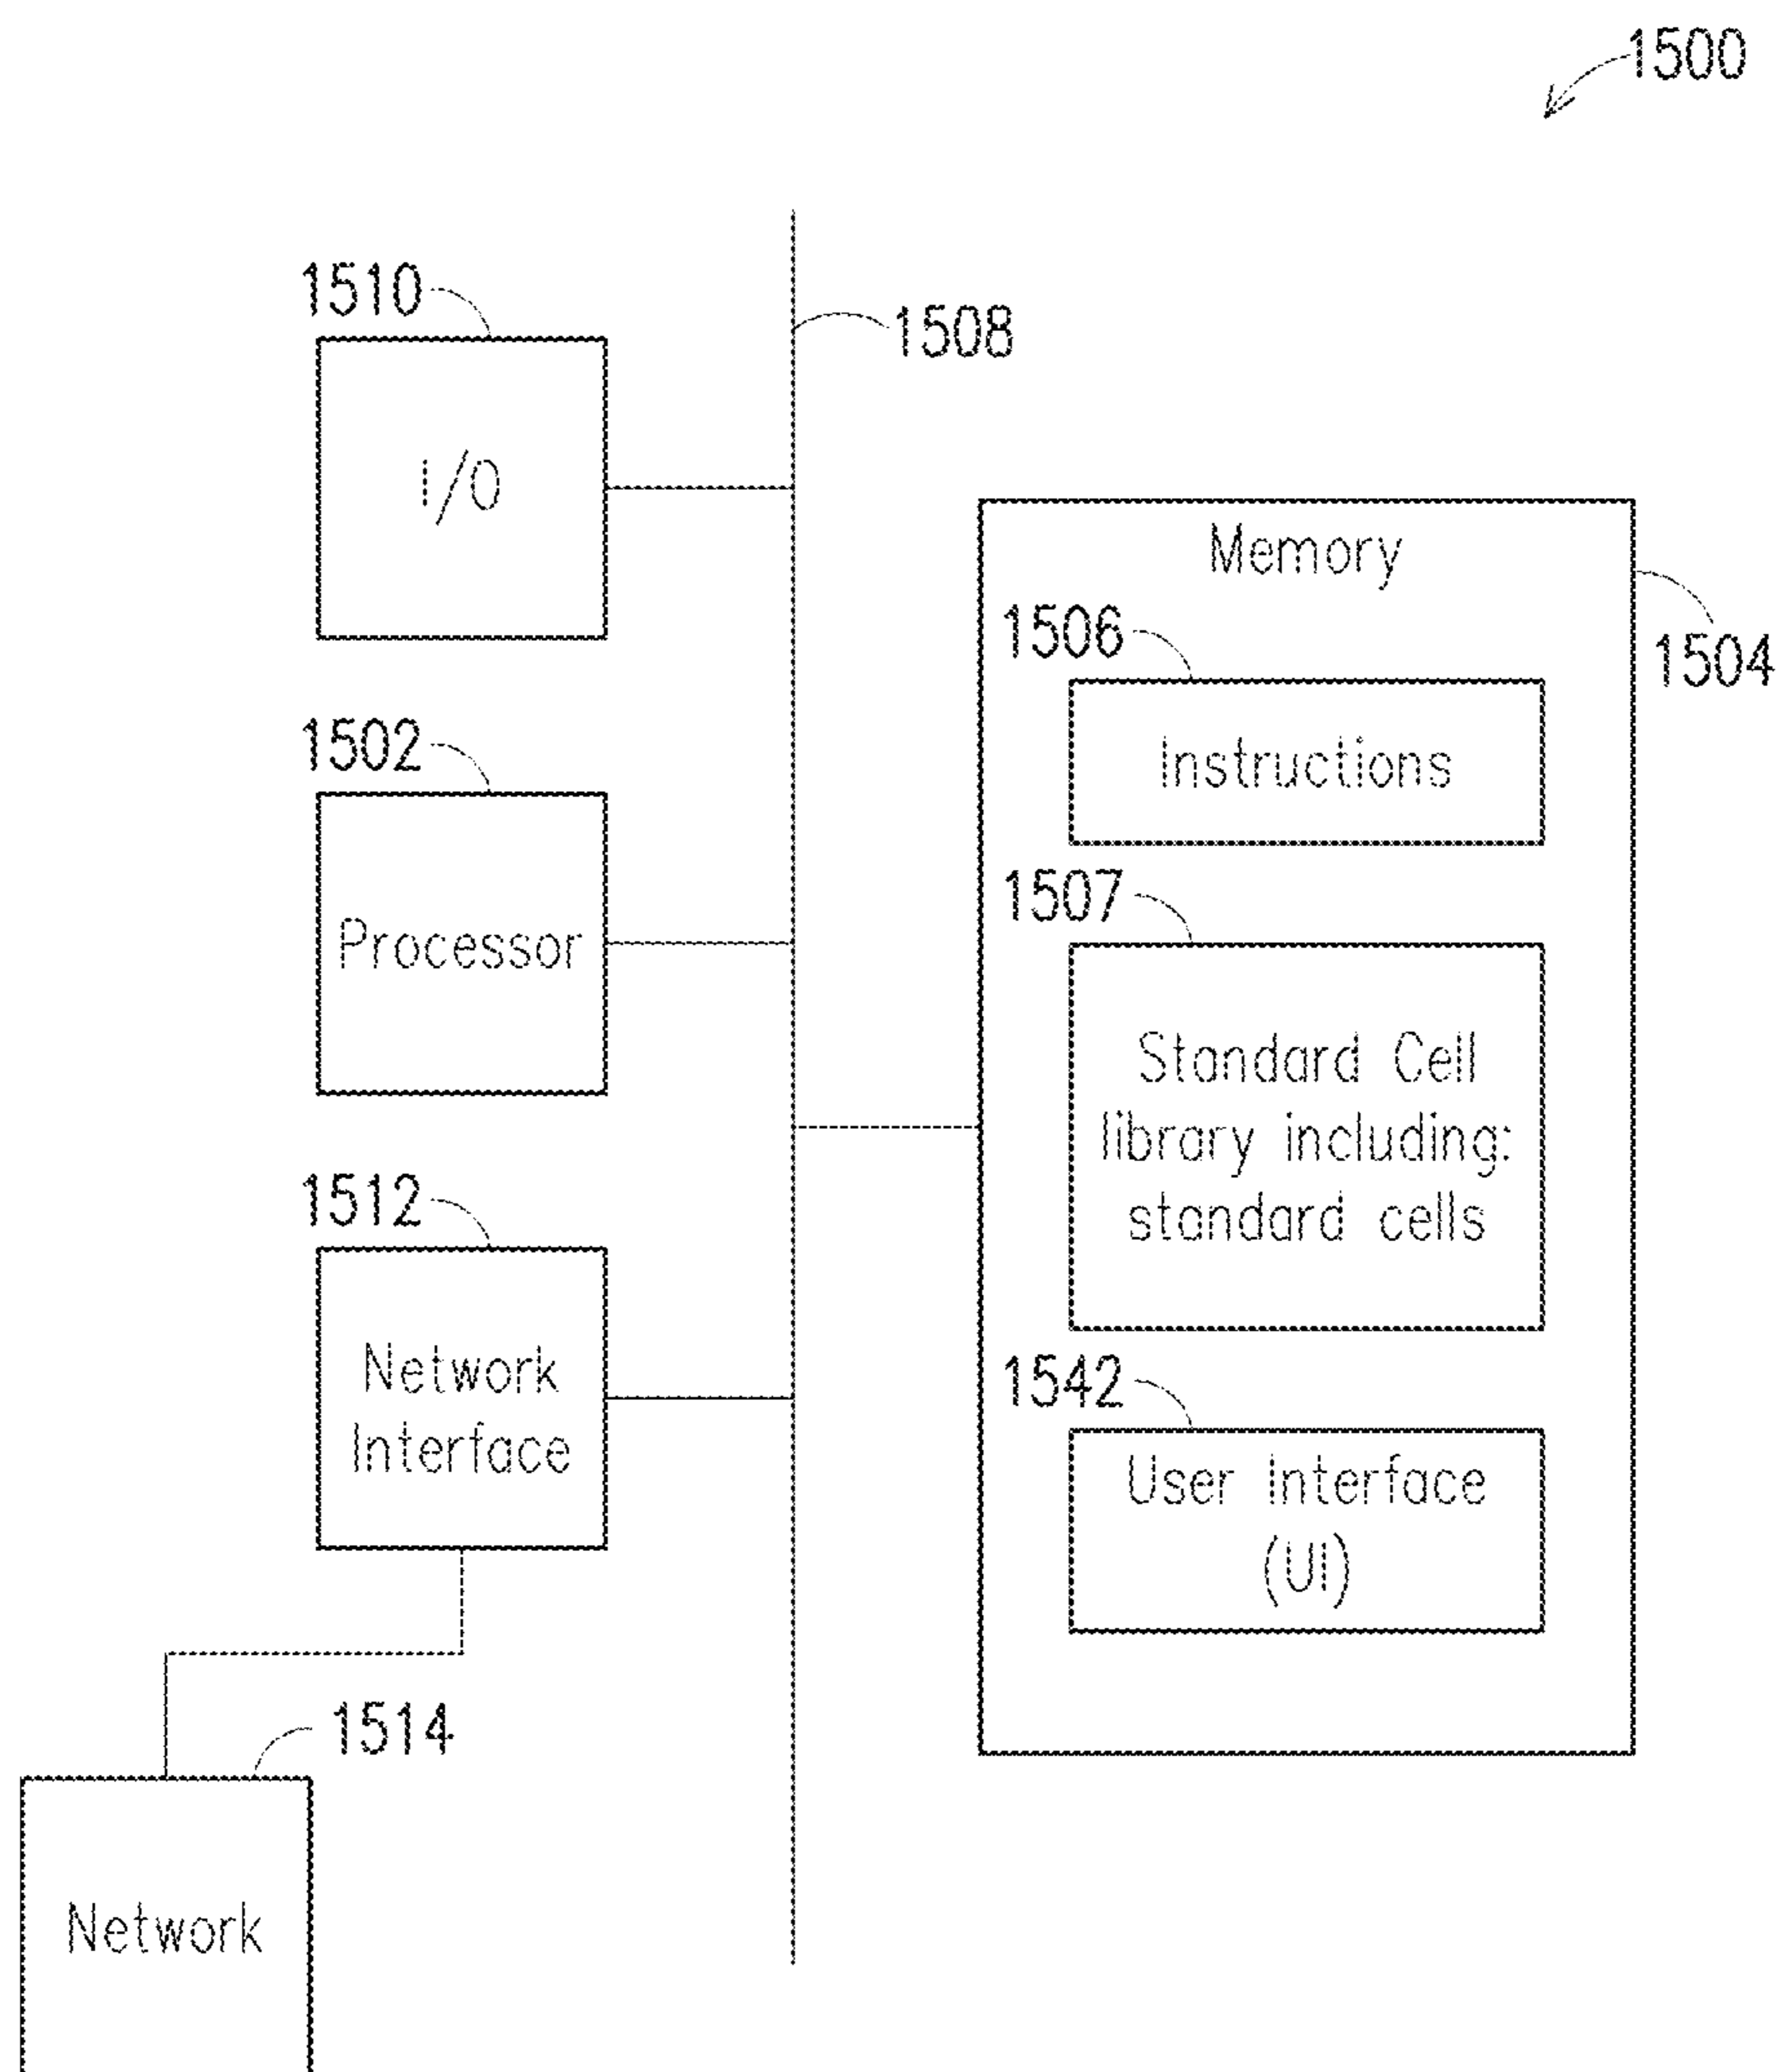 1500
1510
1508
I/O
Memory
1504
1506
Instructions
1502
Processor
1507
Standard Cell
library including:
standard cells
1512
Network
Interface
1542
User Interface
(UI)
1514
Network